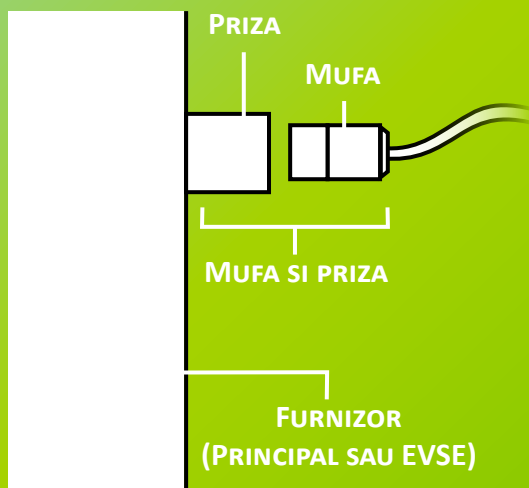 Priza
Mufa
Mufa si priza
Furnizor
(Principal sau EVSE)